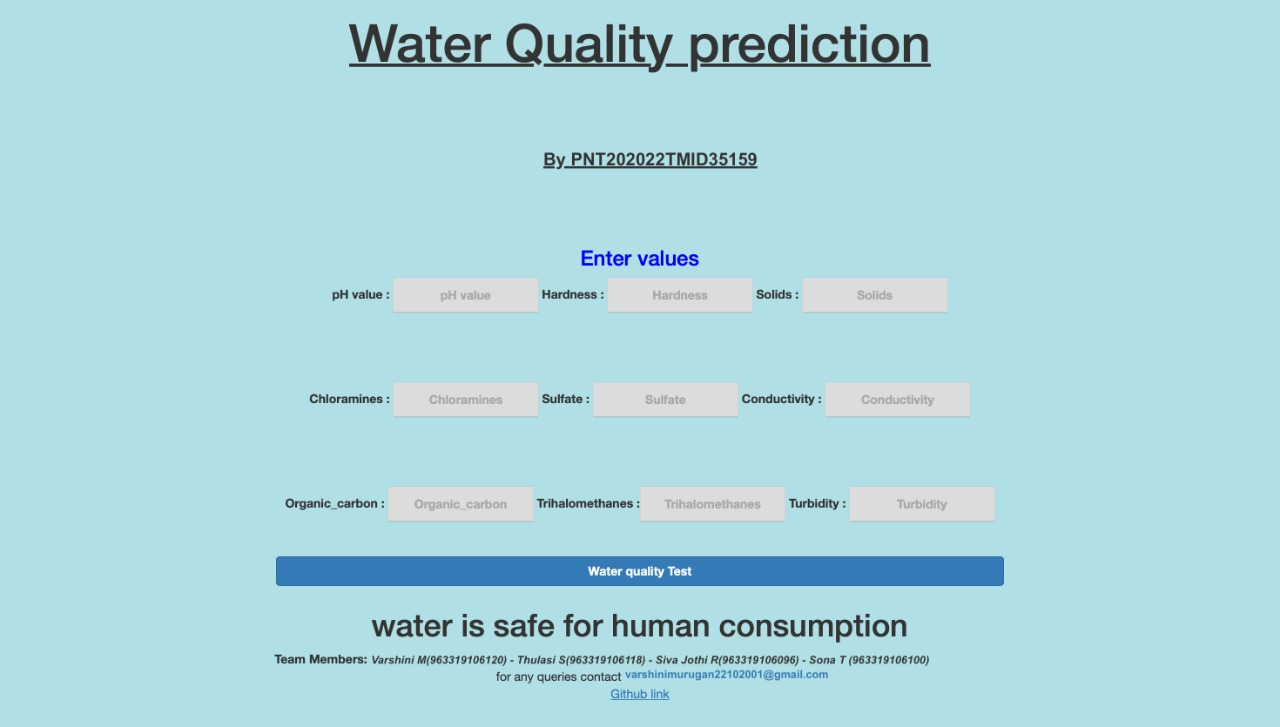 Water Quality prediction
By PNT202022TMID35159
Enter values
pH value : pH value Hardness : Hardness Solids : Solids
Chloramines : Chloramines Sulfate : Sulfate Conductivity : Conductivity
Organic_carbon : Organic_carbon Trihalomethanes : Trihalomethanes Turbidity : Turbidity
Water quality Test
water is safe for human consumption
Team Members: Varshini M(963319106120) - Thulasi S(963319106118) - Siva Jothi R(963319106096) - Sona T (963319106100)
for any queries contact varshinimurugan22102001@gmail.com
Github link